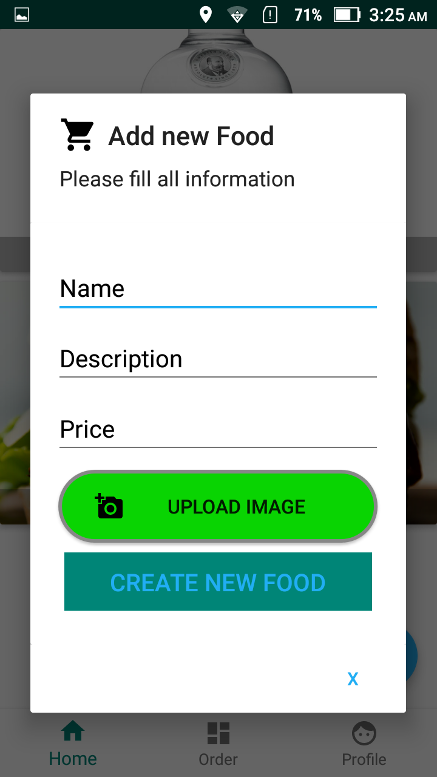 71% 3:25 AM
Add new Food
Please fill all information
Name
Description
Price
UPLOAD IMAGE
CREATE NEW FOOD
X
Home Order Profile